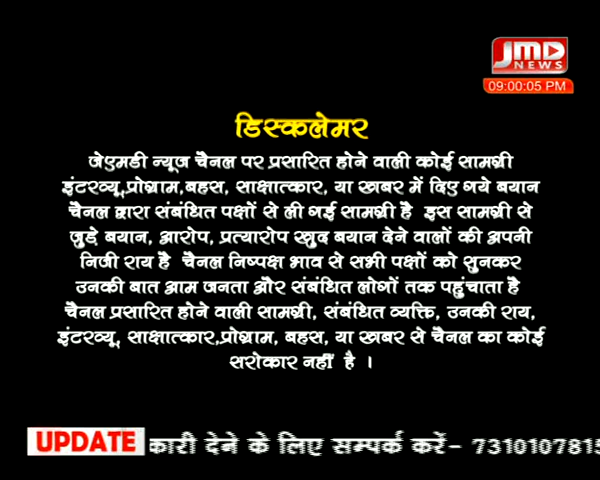 JMD
NEWS
09:00:05 PM
डिस्कलेमर
जेएमडी न्यूज चैनल पर प्रसारित होने वाली कोई सामग्री
इंटरव्यू,प्रोग्राम,बहस, साक्षात्कार, या खबर में दिए गये बयान
चैनल द्वारा संबंधित पक्षों से ली गई सामग्री है इस सामग्री से
जुडे बयान, आरोप, प्रत्यारोप खुद बयान देने वालों की अपनी
निजी राय है चैनल निष्पक्ष भाव से सभी पक्षों को सुनकर
उनकी बात आम जनता और संबंधित लोगों तक पहुंचाता है
चैनल प्रसारित होने वाली सामग्री, संबंधित व्यक्ति, उनकी राय,
इंटरव्यू, साक्षात्कार,प्रोग्राम, बहस, या खबर से चैनल का कोई
सरोकार नहीं है ।
UPDATE कारी देने के लिए सम्पर्क करें- 7310107815